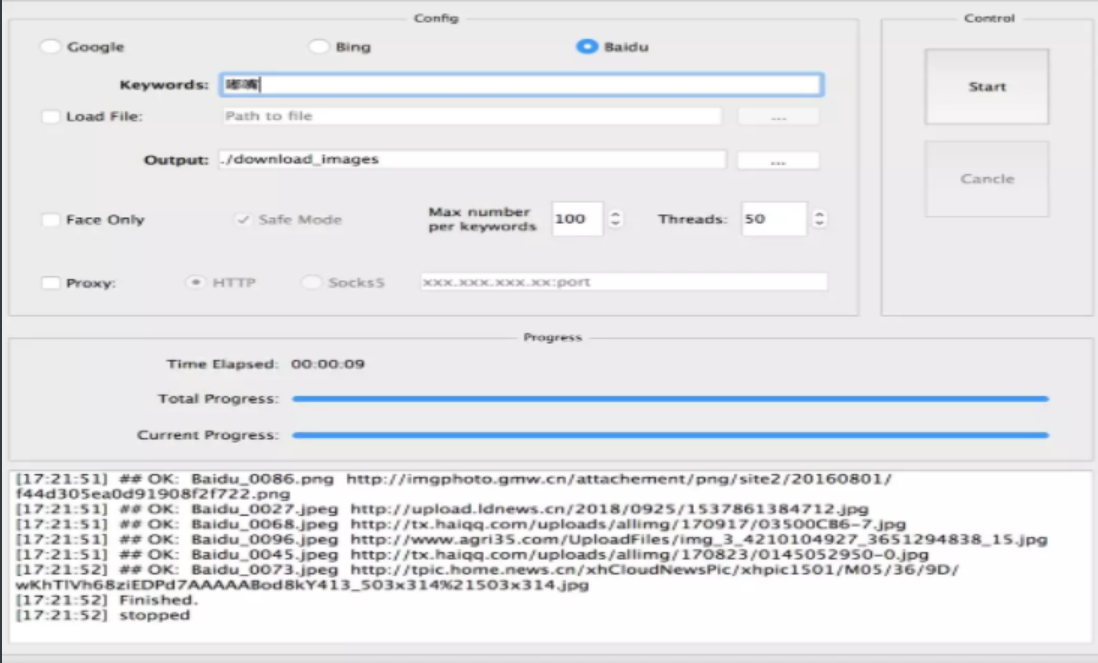 Config
Control
Google
Bing
Baidu
Start
Keywords:
Load File:
Path to file
...
Cancle
Output:
./download_images
...
Face Only
Safe Mode
Max number
per keywords
100
Threads:
50
Proxy:
HTTP
Socks5
xxx.xxx.xxx.xx:port
Progress
Time Elapsed: 00:00:09
Total Progress:
Current Progress:
[17:21:51] ## OK: Baidu_0086.png http://imgphoto.gmw.cn/attachement/png/site2/20160801/
f44d305ea0d91908f2f722.png
[17:21:51] ## OK: Baidu_0027.jpeg http://upload.ldnews.cn/2018/0925/1537861384712.jpg
[17:21:51] ## OK: Baidu_0068.jpeg http://tx.haiqq.com/uploads/allimg/170917/03500CB6-7.jpg
[17:21:51] ## OK: Baidu_0096.jpeg http://www.agri35.com/UploadFiles/img_3_4210104927_3651294838_15.jpg
[17:21:51] ## OK: Baidu_0045.jpeg http://tx.haiqq.com/uploads/allimg/170823/0145052950-0.jpg
[17:21:52] ## OK: Baidu_0073.jpeg http://tpic.home.news.cn/xhCloudNewsPic/xhpic1501/M05/36/9D/
wKhTlVh68ziEDPd7AAAAABod8kY413_503x314%21503x314.jpg
[17:21:52] Finished.
[17:21:52] stopped